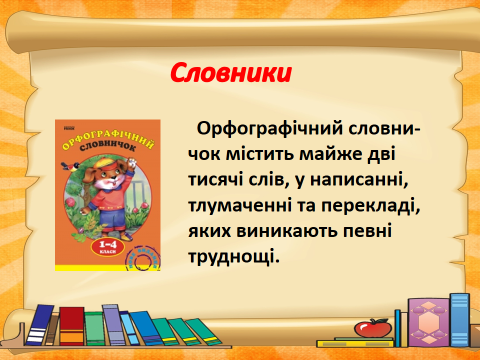 Словники
Орфографічний словни-
чок містить майже дві
тисячі слів, у написанні,
тлумаченні та перекладі,
яких виникають певні
труднощі.
ОРФОГРАФІЧНИЙ
СЛОВНИЧОК
1–4
КЛАСИ